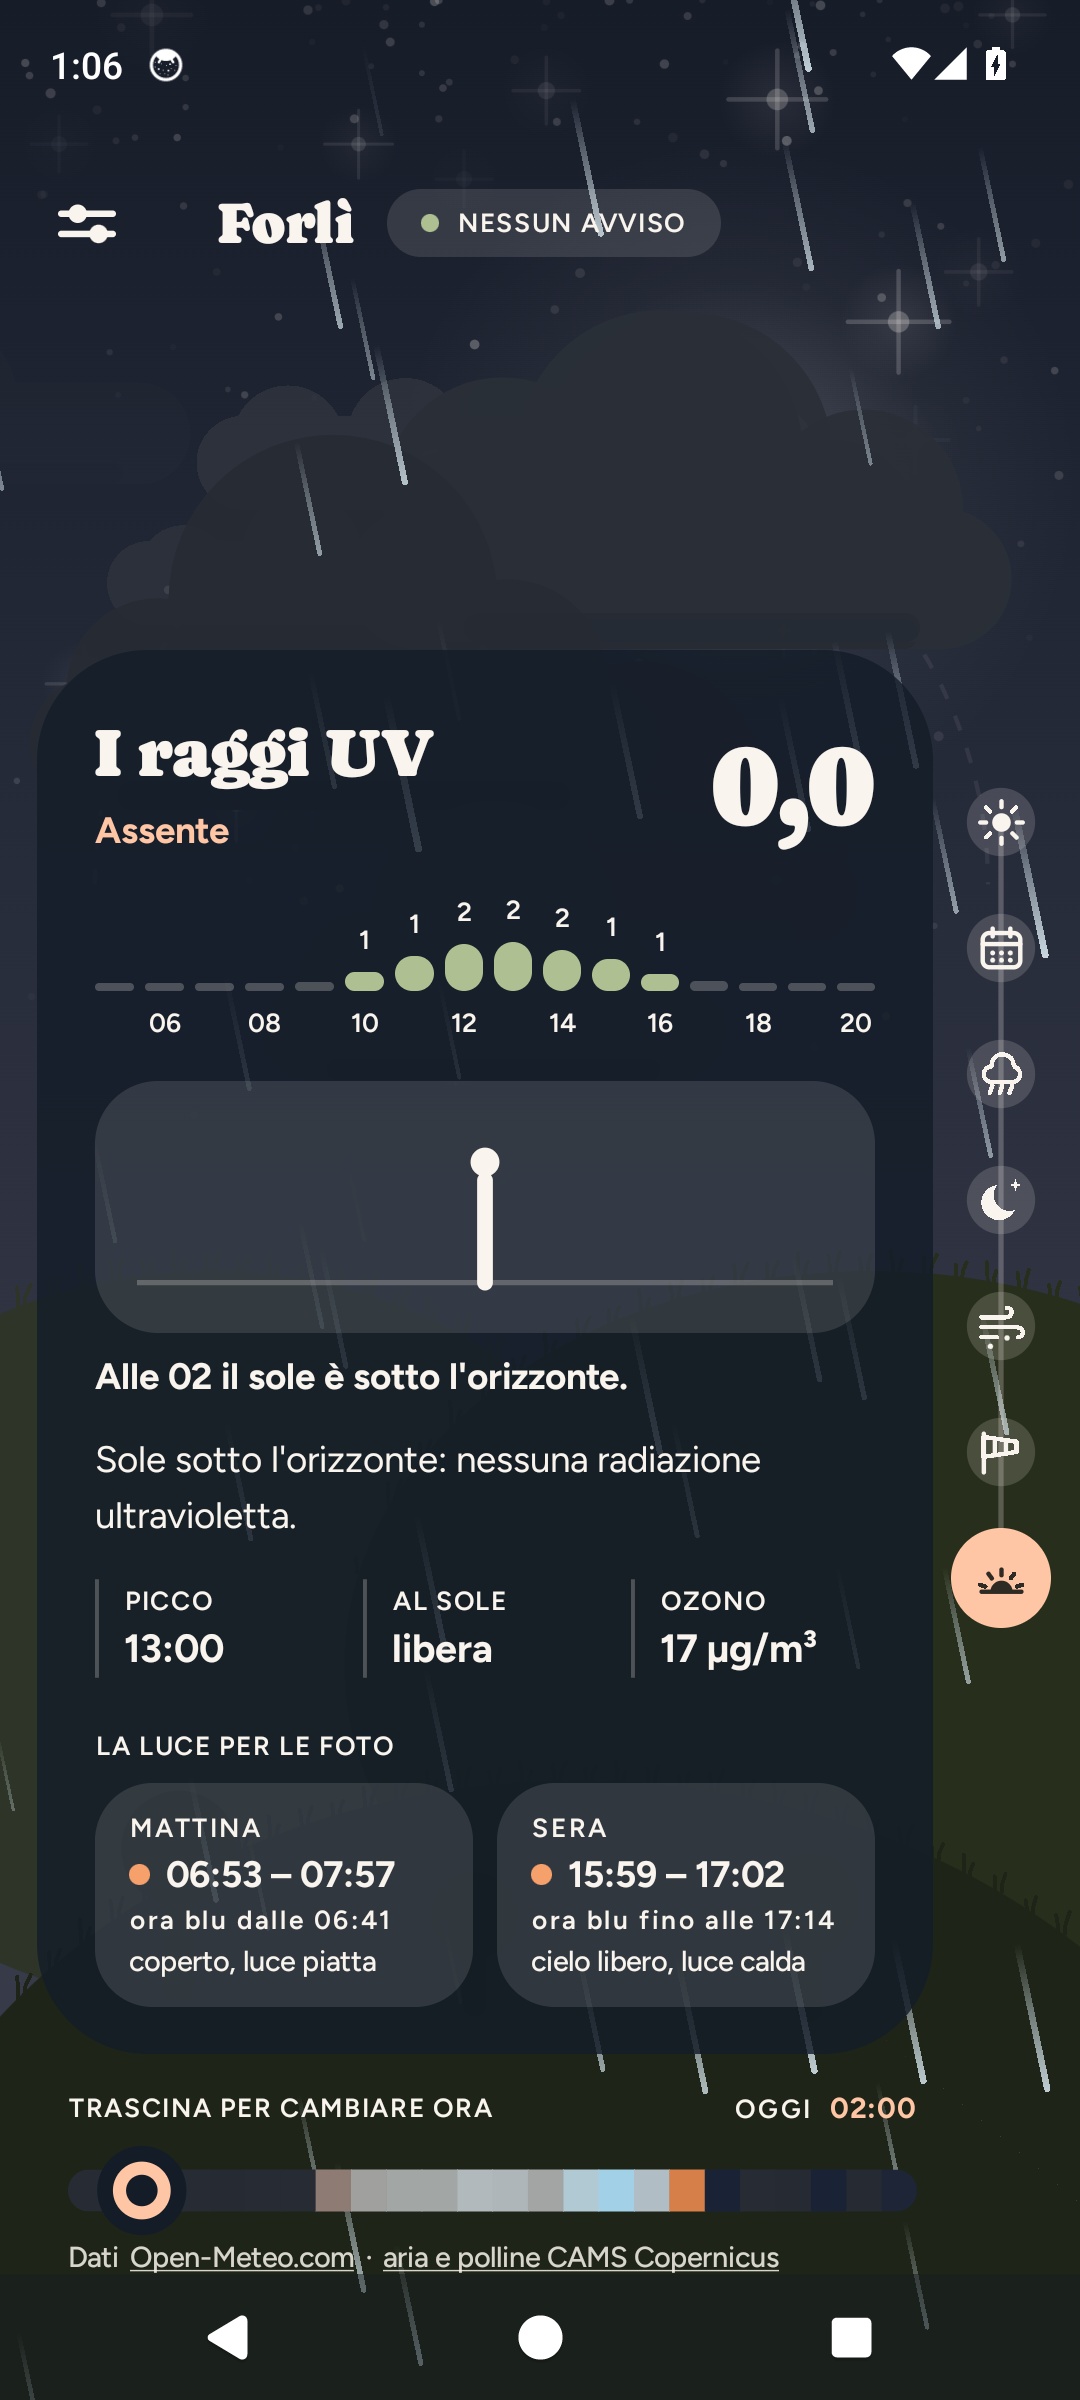 1:06
Forlì
NESSUN AVVISO
I raggi UV
0,0
Assente
1 1 2 2 2 1 1
06 08 10 12 14 16 18 20
Alle 02 il sole è sotto l'orizzonte.
Sole sotto l'orizzonte: nessuna radiazione
ultravioletta.
PICCO AL SOLE OZONO
13:00 libera 17 µg/m³
LA LUCE PER LE FOTO
MATTINA
06:53 – 07:57
ora blu dalle 06:41
coperto, luce piatta
SERA
15:59 – 17:02
ora blu fino alle 17:14
cielo libero, luce calda
TRASCINA PER CAMBIARE ORA OGGI 02:00
Dati Open-Meteo.com · aria e polline CAMS Copernicus